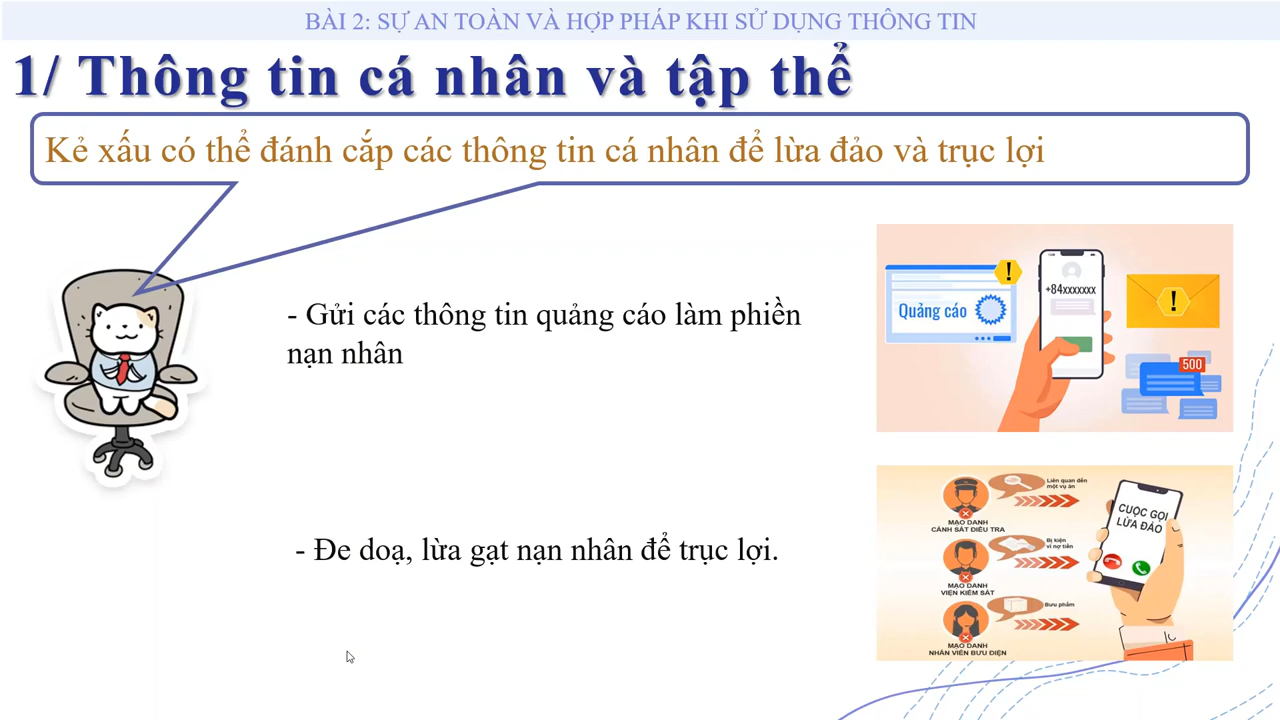 BÀI 2: SỰ AN TOÀN VÀ HỢP PHÁP KHI SỬ DỤNG THÔNG TIN
1/ Thông tin cá nhân và tập thể
Kẻ xấu có thể đánh cắp các thông tin cá nhân để lừa đảo và trục lợi
- Gửi các thông tin quảng cáo làm phiền
nạn nhân
Quảng cáo
!
+84xxxxxxx
!
500
- Đe doạ, lừa gạt nạn nhân để trục lợi.
Liên quan đến
một vụ án
MẠO DANH
CẢNH SÁT ĐIỀU TRA
Bị kiện
vì nợ tiền
MẠO DANH
VIỆN KIỂM SÁT
Bưu phẩm
MẠO DANH
NHÂN VIÊN BƯU ĐIỆN
CUỘC GỌI
LỪA ĐẢO